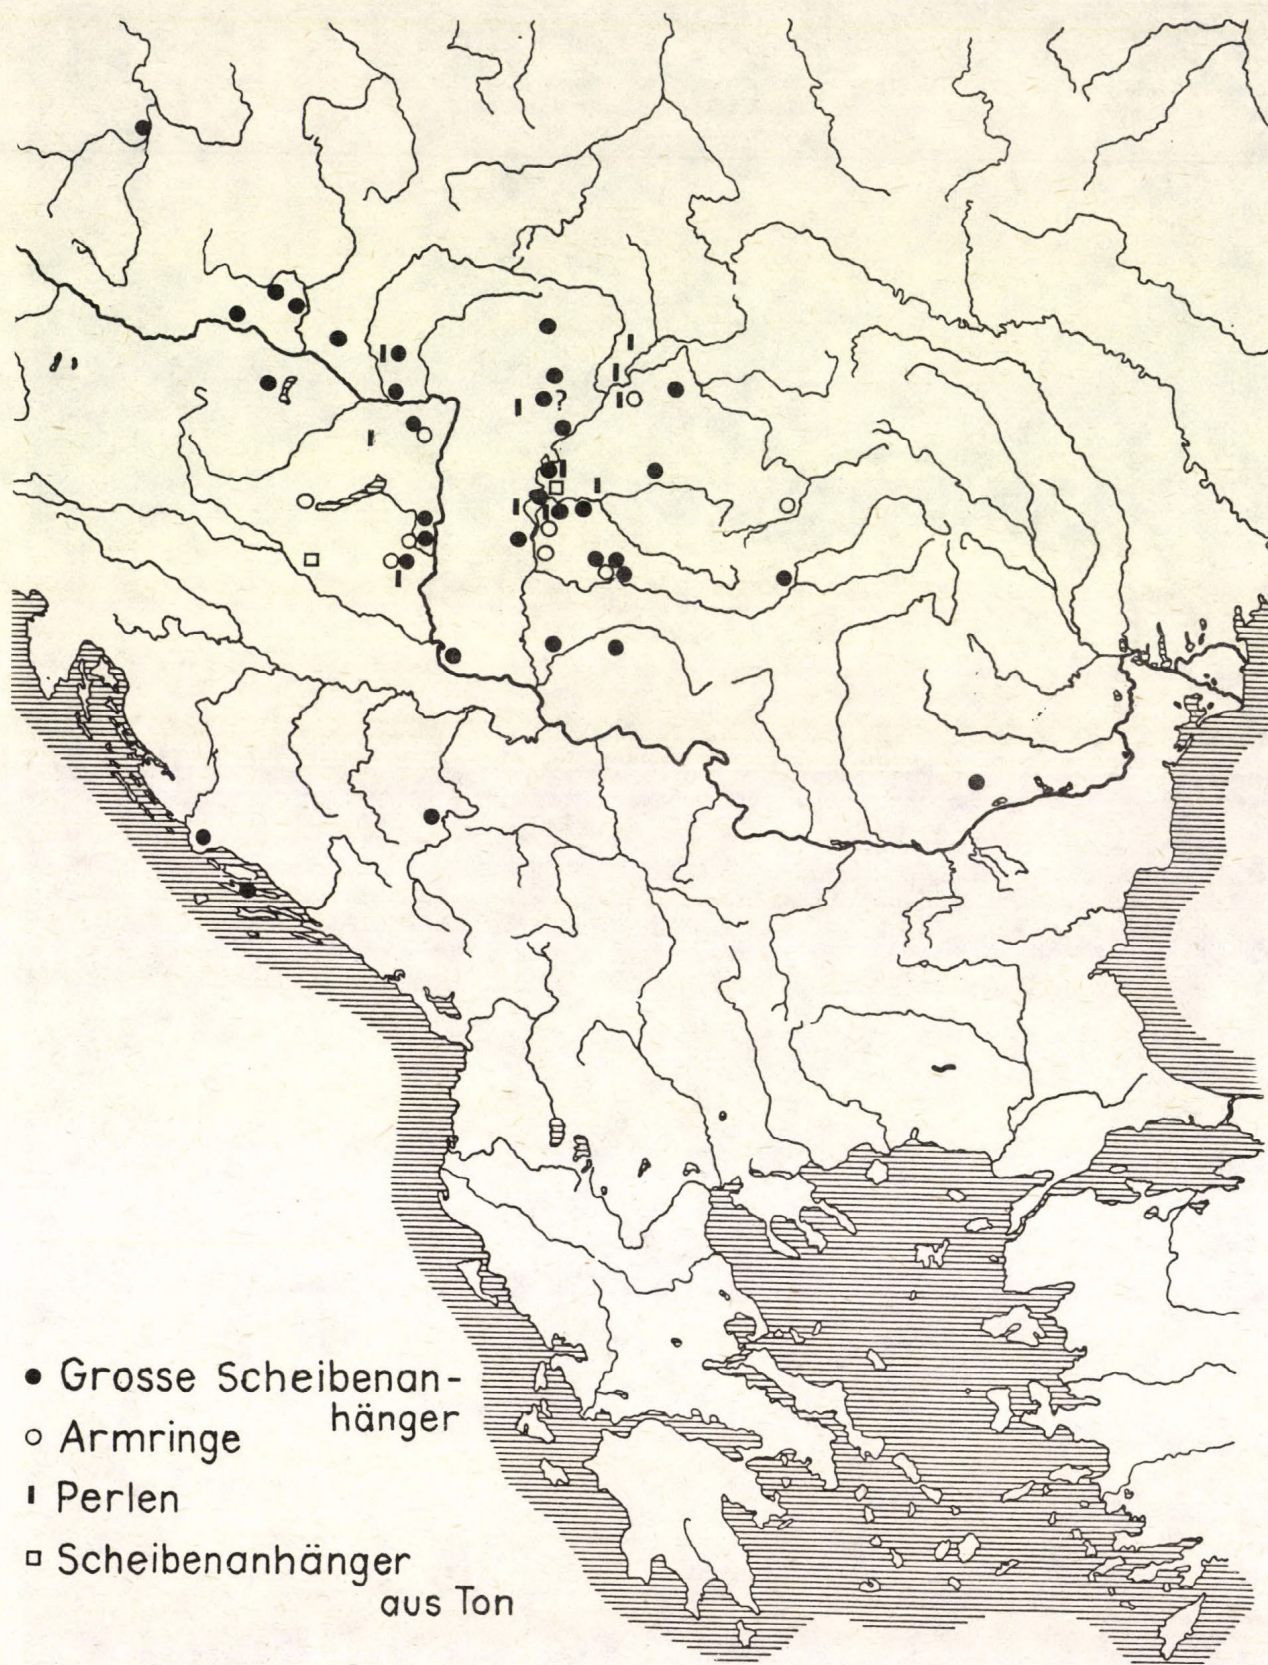 ?
Grosse Scheibenan-
hänger
Armringe
Perlen
Scheibenanhänger
aus Ton